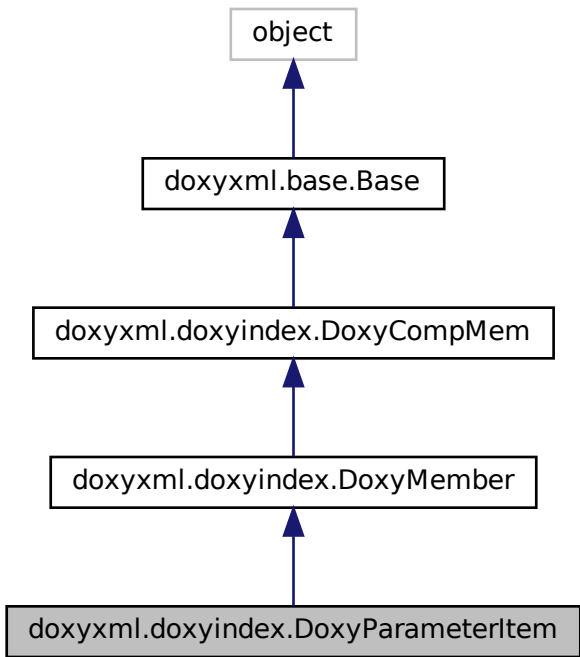 object
doxyxml.base.Base
doxyxml.doxyindex.DoxyCompMem
doxyxml.doxyindex.DoxyMember
doxyxml.doxyindex.DoxyParameterItem